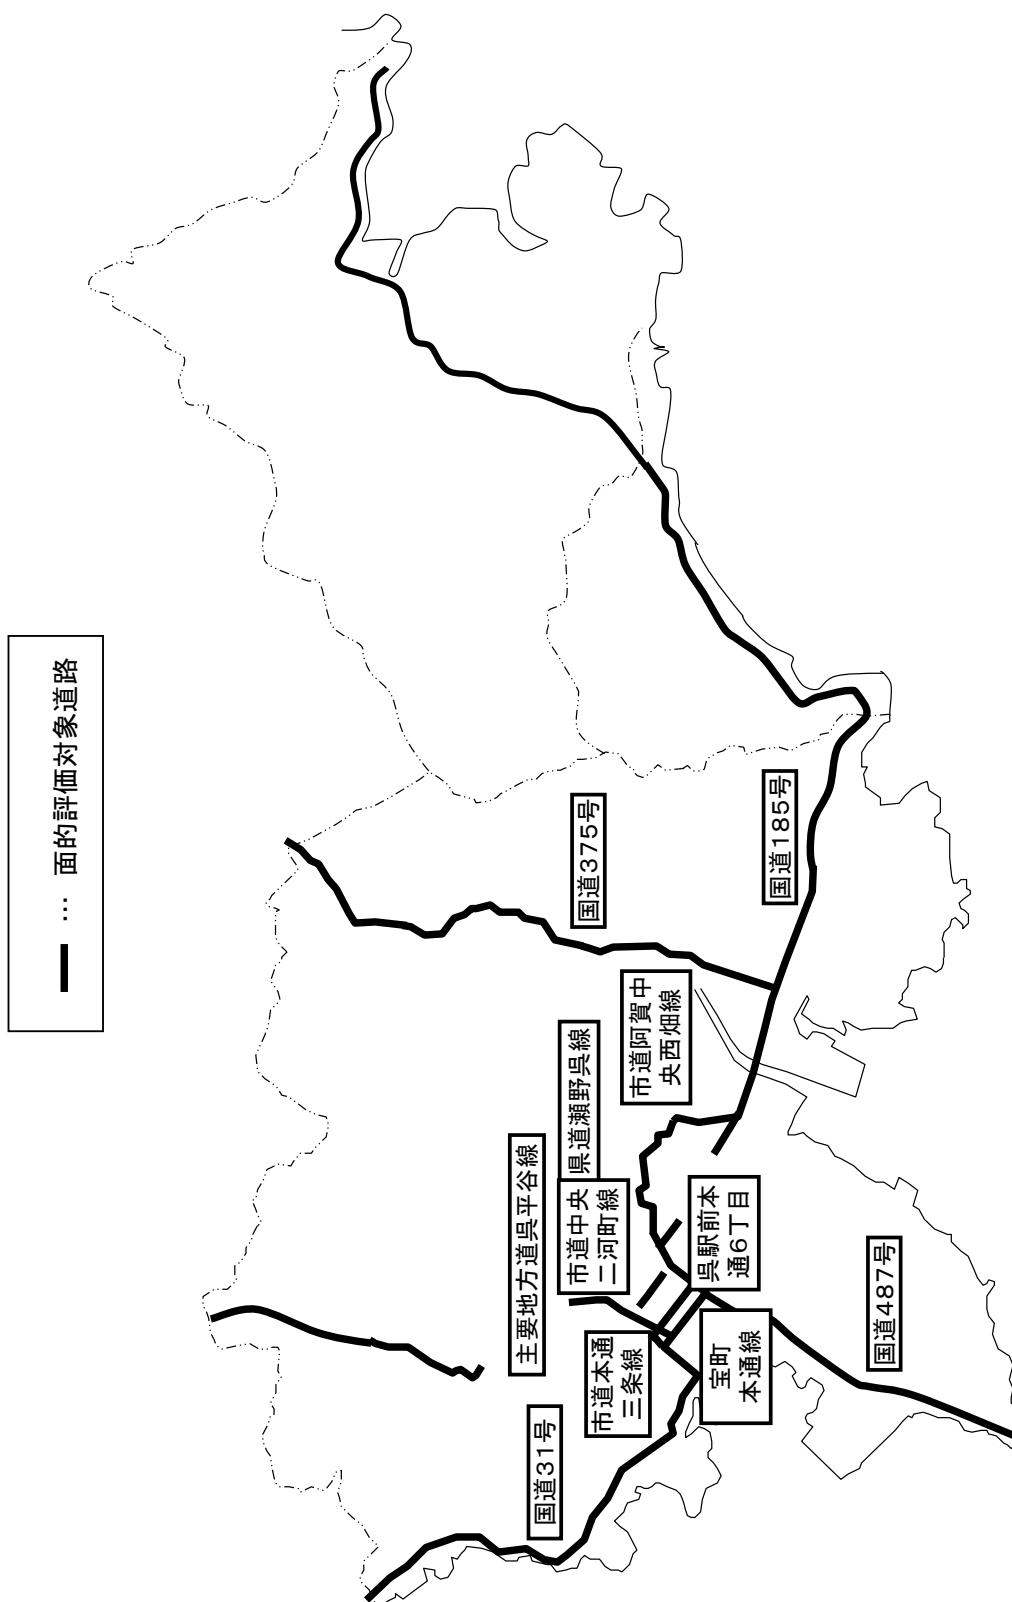 … 面的評価対象道路
国道31号
市道本通
三条線
主要地方道呉平谷線
市道中央
二河町線
県道瀬野呉線
宝町
本通線
呉駅前本
通6丁目
国道487号
市道阿賀中
央西畑線
国道375号
国道185号